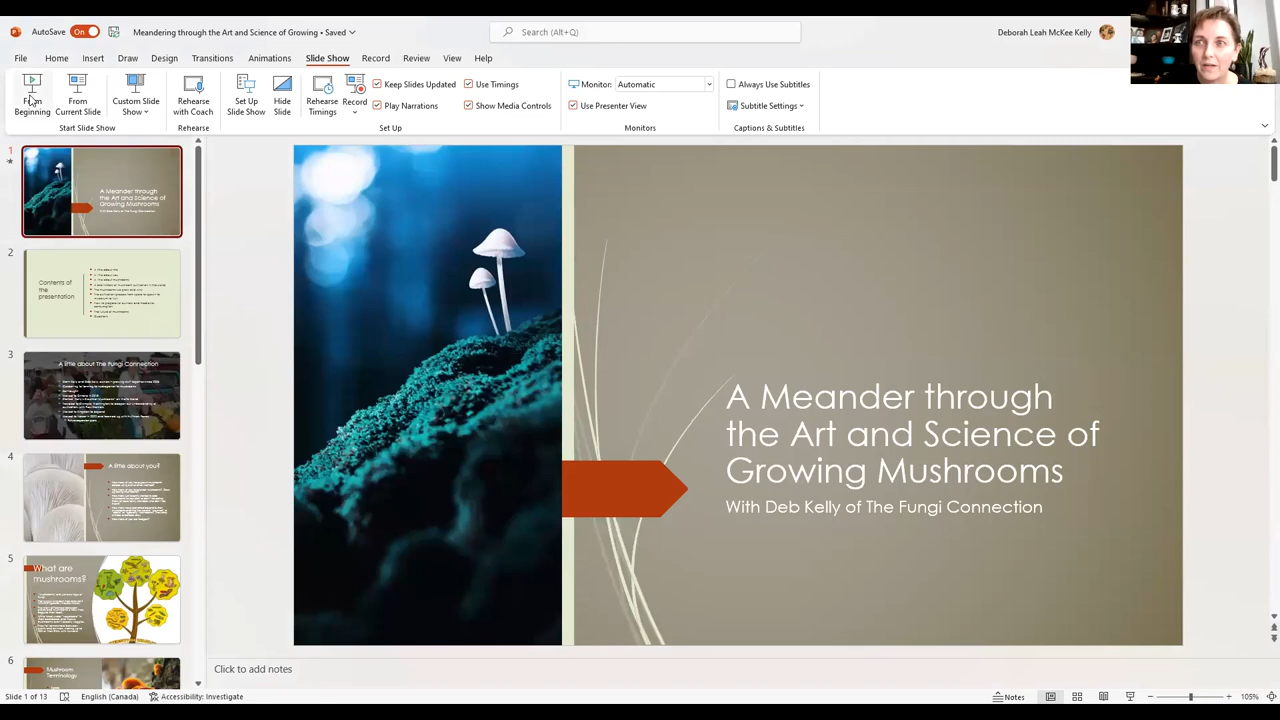 AutoSave On Meandering through the Art and Science of Growing • Saved Search (Alt+Q) Deborah Leah McKee Kelly
File Home Insert Draw Design Transitions Animations Slide Show Record Review View Help
From Beginning
From Current Slide
Custom Slide Show
Rehearse with Coach
Set Up Slide Show
Hide Slide
Rehearse Timings
Record
Keep Slides Updated
Play Narrations
Use Timings
Show Media Controls
Monitor: Automatic
Use Presenter View
Always Use Subtitles
Subtitle Settings
Start Slide Show Rehearse Set Up Monitors Captions & Subtitles
1
A Meander through
the Art and Science of
Growing Mushrooms
2
Contents of
the
presentation
3
A little about The Fungi Connection
4
A little about you?
5
What are
mushrooms?
6
Mushroom
Terminology
A Meander through
the Art and Science of
Growing Mushrooms
With Deb Kelly of The Fungi Connection
Click to add notes
Slide 1 of 13 English (Canada) Accessibility: Investigate Notes 105%